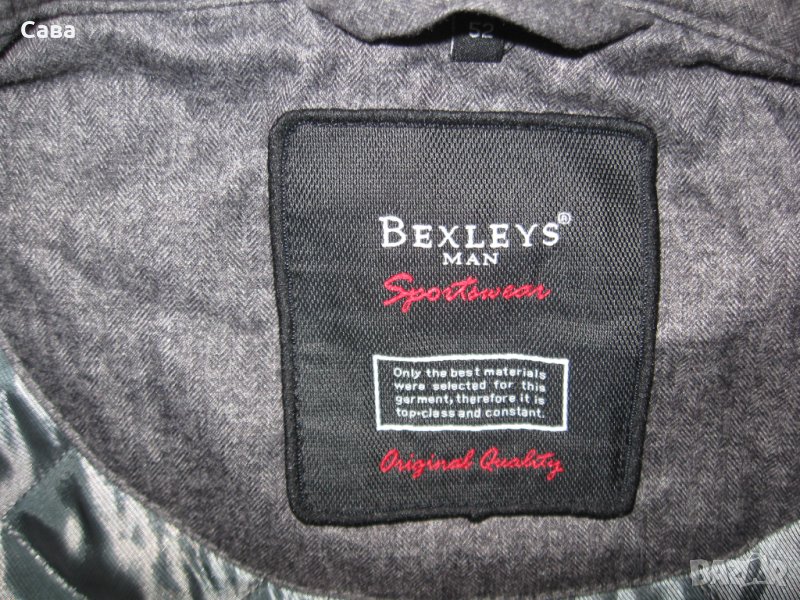 Сава
52
BEXLEYS®
MAN
Sportswear
Only the best materials
were selected for this
garment, therefore it is
top-class and constant.
Original Quality
BAZAR